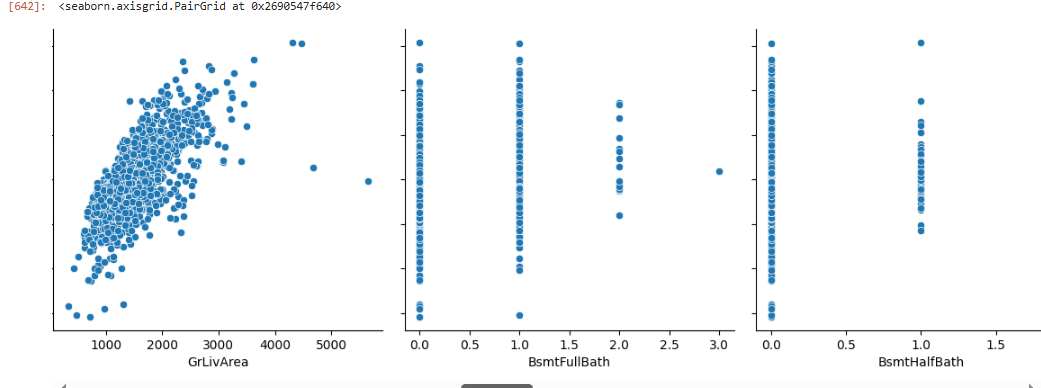 [642]: <seaborn.axisgrid.PairGrid at 0x2690547f640>
1000 2000 3000 4000 5000
GrLivArea
0.0 0.5 1.0 1.5 2.0 2.5 3.0
BsmtFullBath
0.0 0.5 1.0 1.5
BsmtHalfBath